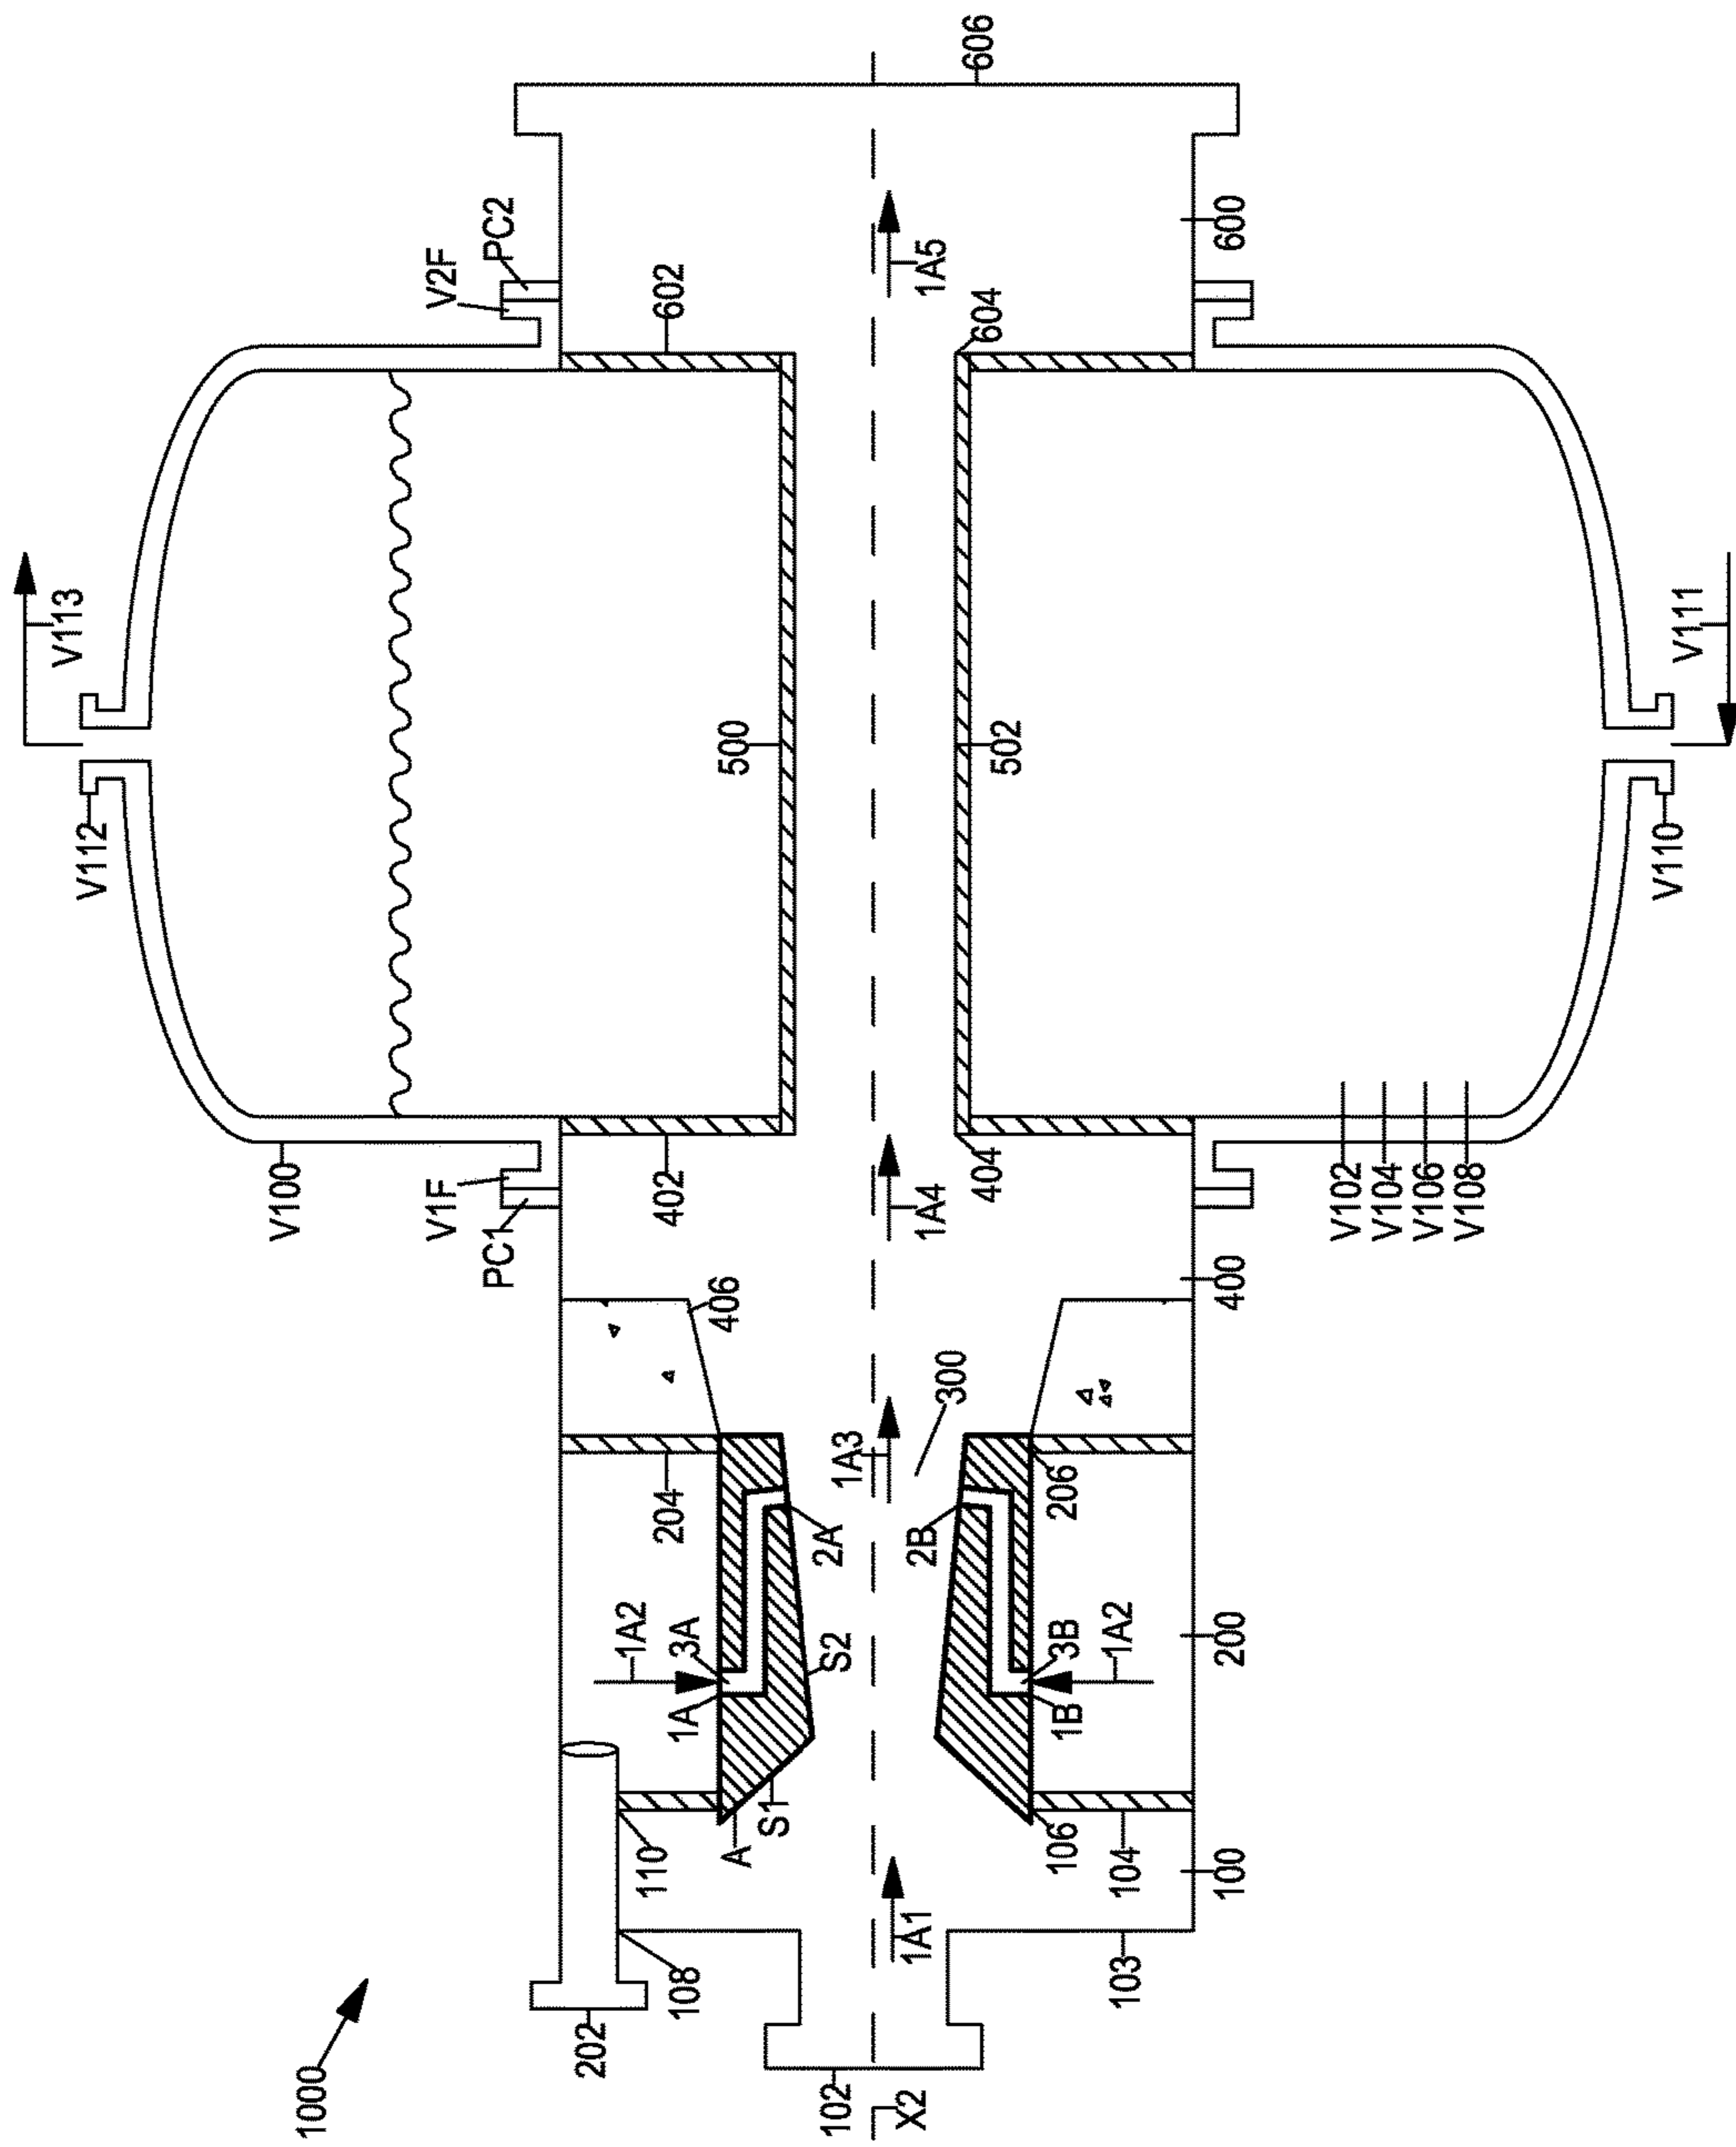 1000
V113
V112
V100
V1F
PC1
V2F
PC2
602
606
500
402
406
204
1A2
3A
1A
S2
S1
A
110
108
202
102
X2
1A1
2A
1A3
300
1A4
1A5
604
502
404
2B
206
3B
1A2
1B
106
104
103
100
200
400
600
V102
V104
V106
V108
V110
V111